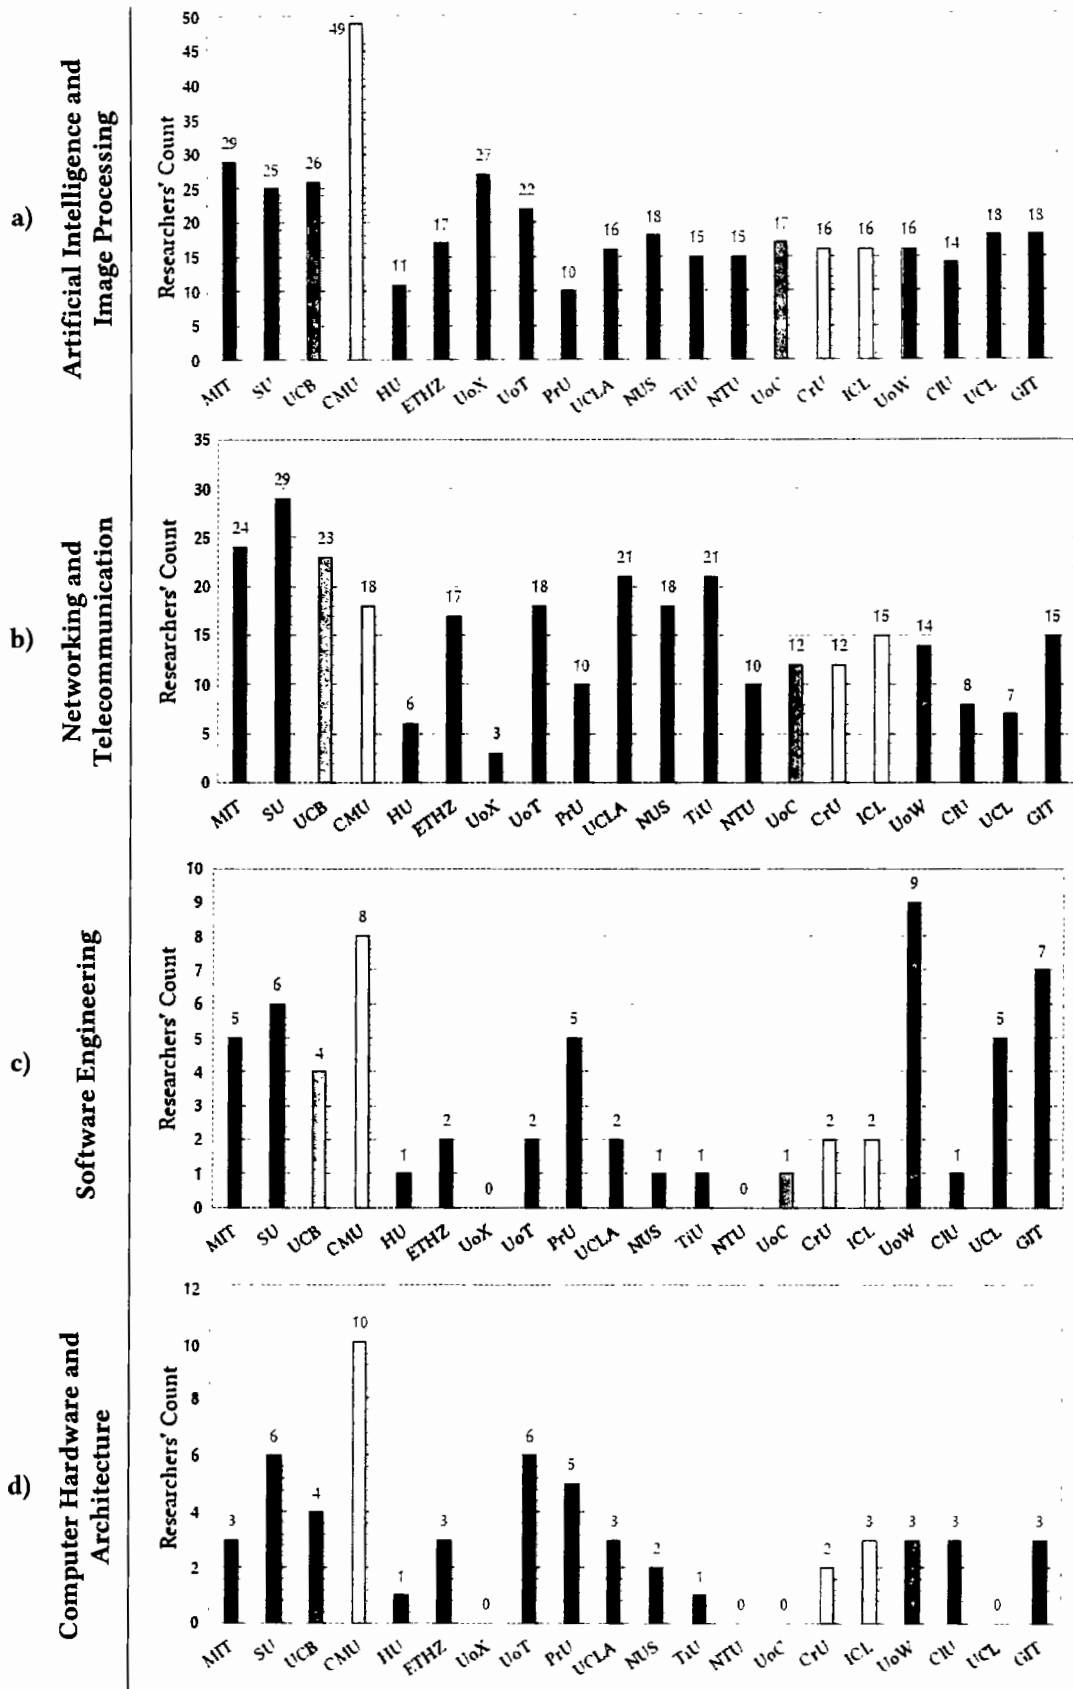 a)
Artificial Intelligence and
Image Processing
Researchers' Count
50
45
40
35
30
25
20
15
10
5
0
29 25 26 49 11 17 27 22 10 16 18 15 15 17 16 16 16 14 18 18
MIT SU UCB CMU HU ETHZ UoX UoT PrU UCLA NUS TiU NTU UoC CrU ICL UoW ClU UCL GIT
b)
Networking and
Telecommunication
Researchers' Count
35
30
25
20
15
10
5
0
24 29 23 18 6 17 3 18 10 21 18 21 10 12 12 15 14 8 7 15
MIT SU UCB CMU HU ETHZ UoX UoT PrU UCLA NUS TiU NTU UoC CrU ICL UoW ClU UCL GIT
c)
Software Engineering
Researchers' Count
10
9
8
7
6
5
4
3
2
1
0
5 6 4 8 1 2 0 2 5 2 1 1 0 1 2 2 9 1 5 7
MIT SU UCB CMU HU ETHZ UoX UoT PrU UCLA NUS TiU NTU UoC CrU ICL UoW ClU UCL GIT
d)
Computer Hardware and
Architecture
Researchers' Count
12
10
8
6
4
2
0
3 6 4 10 1 3 0 6 5 3 2 1 0 0 2 3 3 3 0 3
MIT SU UCB CMU HU ETHZ UoX UoT PrU UCLA NUS TiU NTU UoC CrU ICL UoW ClU UCL GIT